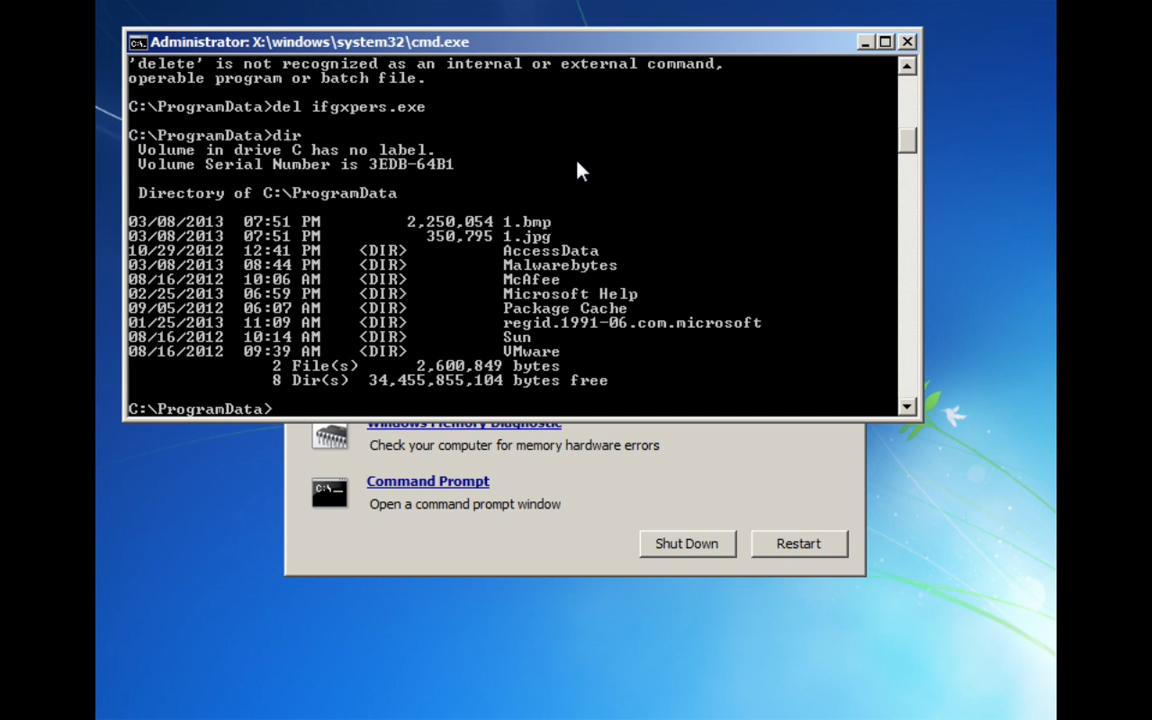 Administrator: X:\windows\system32\cmd.exe
'delete' is not recognized as an internal or external command,
operable program or batch file.
C:\ProgramData>del ifgxpers.exe
C:\ProgramData>dir
Volume in drive C has no label.
Volume Serial Number is 3EDB-64B1
Directory of C:\ProgramData
03/08/2013 07:51 PM 2,250,054 1.bmp
03/08/2013 07:51 PM 350,795 1.jpg
10/29/2012 12:41 PM <DIR> AccessData
03/08/2013 08:44 PM <DIR> Malwarebytes
08/16/2012 10:06 AM <DIR> McAfee
02/25/2013 06:59 PM <DIR> Microsoft Help
09/05/2012 06:07 AM <DIR> Package Cache
01/25/2013 11:09 AM <DIR> regid.1991-06.com.microsoft
08/16/2012 10:14 AM <DIR> Sun
08/16/2012 09:39 AM <DIR> VMware
2 File(s) 2,600,849 bytes
8 Dir(s) 34,455,855,104 bytes free
C:\ProgramData>
Windows Memory Diagnostic
Check your computer for memory hardware errors
C:\_
Command Prompt
Open a command prompt window
Shut Down Restart